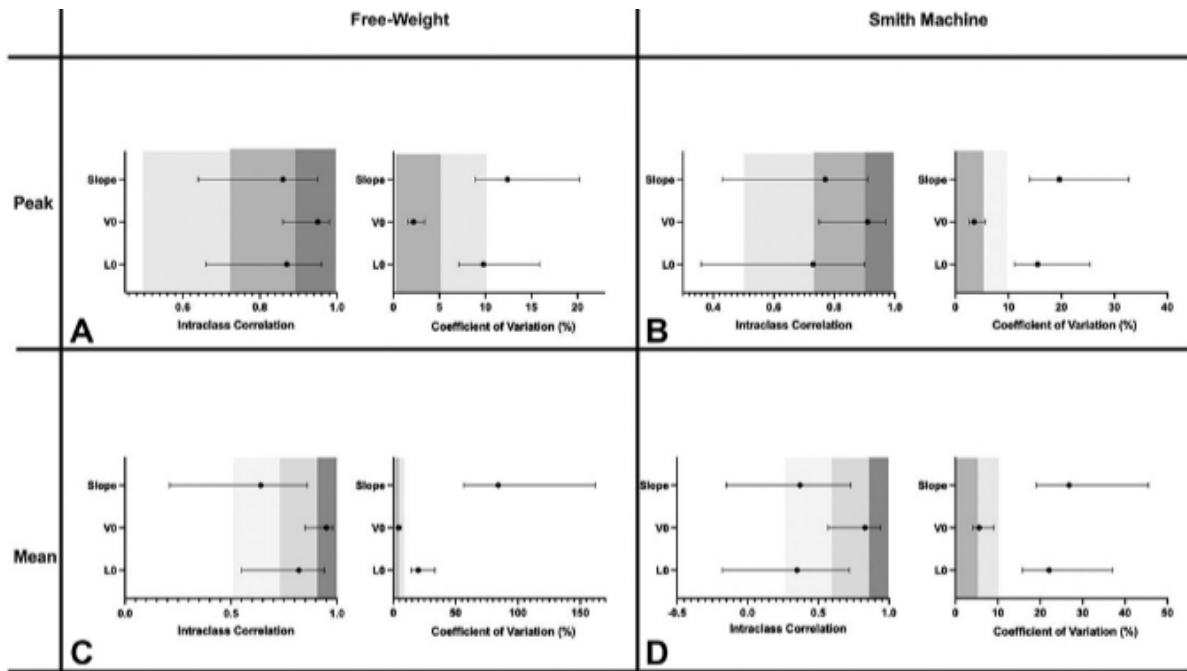 Free-Weight
Smith Machine
Peak
Slope
V0
L0
0.6
0.8
1.0
Intraclass Correlation
Slope
V0
L0
0
5
10
15
20
Coefficient of Variation (%)
A
Slope
V0
L0
0.4
0.6
0.8
1.0
Intraclass Correlation
Slope
V0
L0
0
10
20
30
40
Coefficient of Variation (%)
B
Mean
Slope
V0
L0
0.0
0.5
1.0
Intraclass Correlation
Slope
V0
L0
0
50
100
150
Coefficient of Variation (%)
C
Slope
V0
L0
-0.5
0.0
0.5
1.0
Intraclass Correlation
Slope
V0
L0
0
10
20
30
40
50
Coefficient of Variation (%)
D